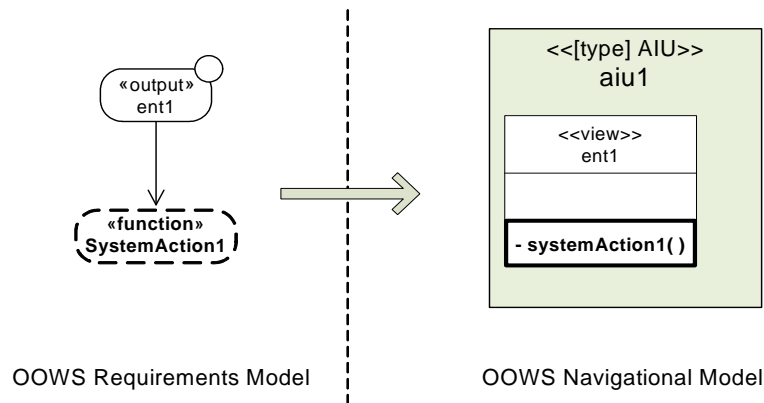 «output»
ent1
«function»
SystemAction1
OOWS Requirements Model
<<[type] AIU>>
aiu1
<<view>>
ent1
- systemAction1( )
OOWS Navigational Model